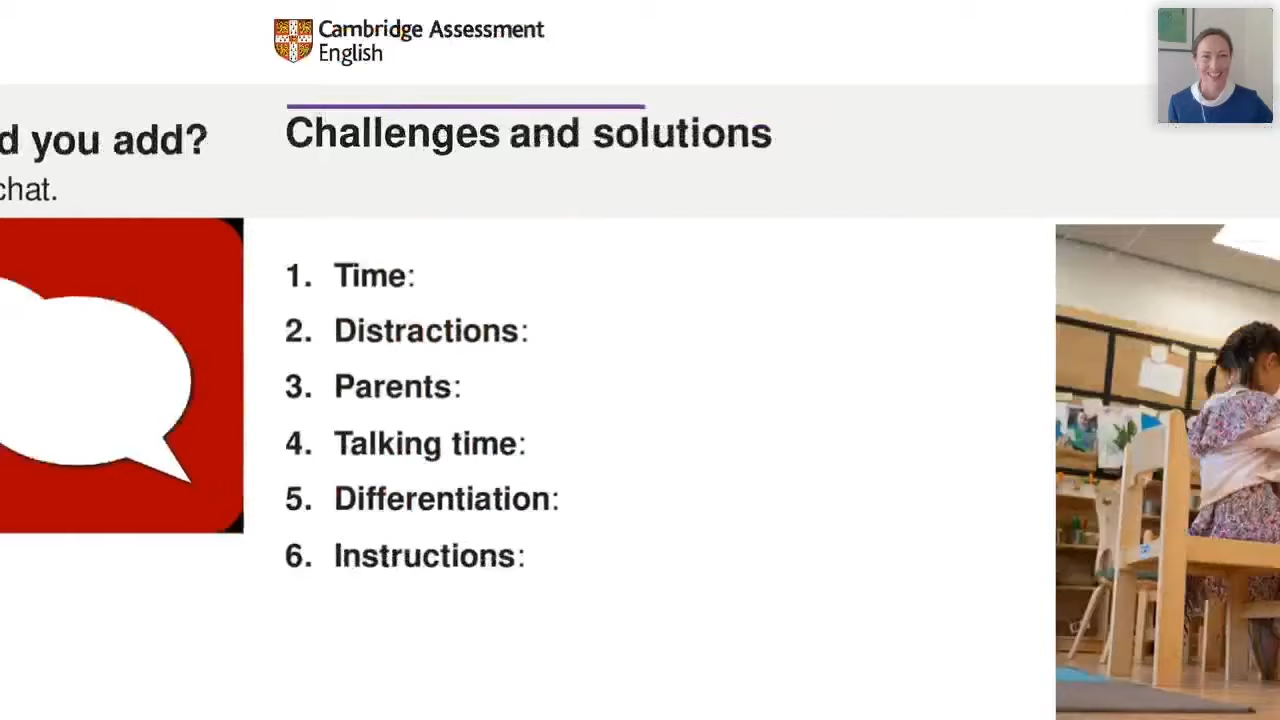 Cambridge Assessment
English
d you add?
chat.
Challenges and solutions
1. Time:
2. Distractions:
3. Parents:
4. Talking time:
5. Differentiation:
6. Instructions: